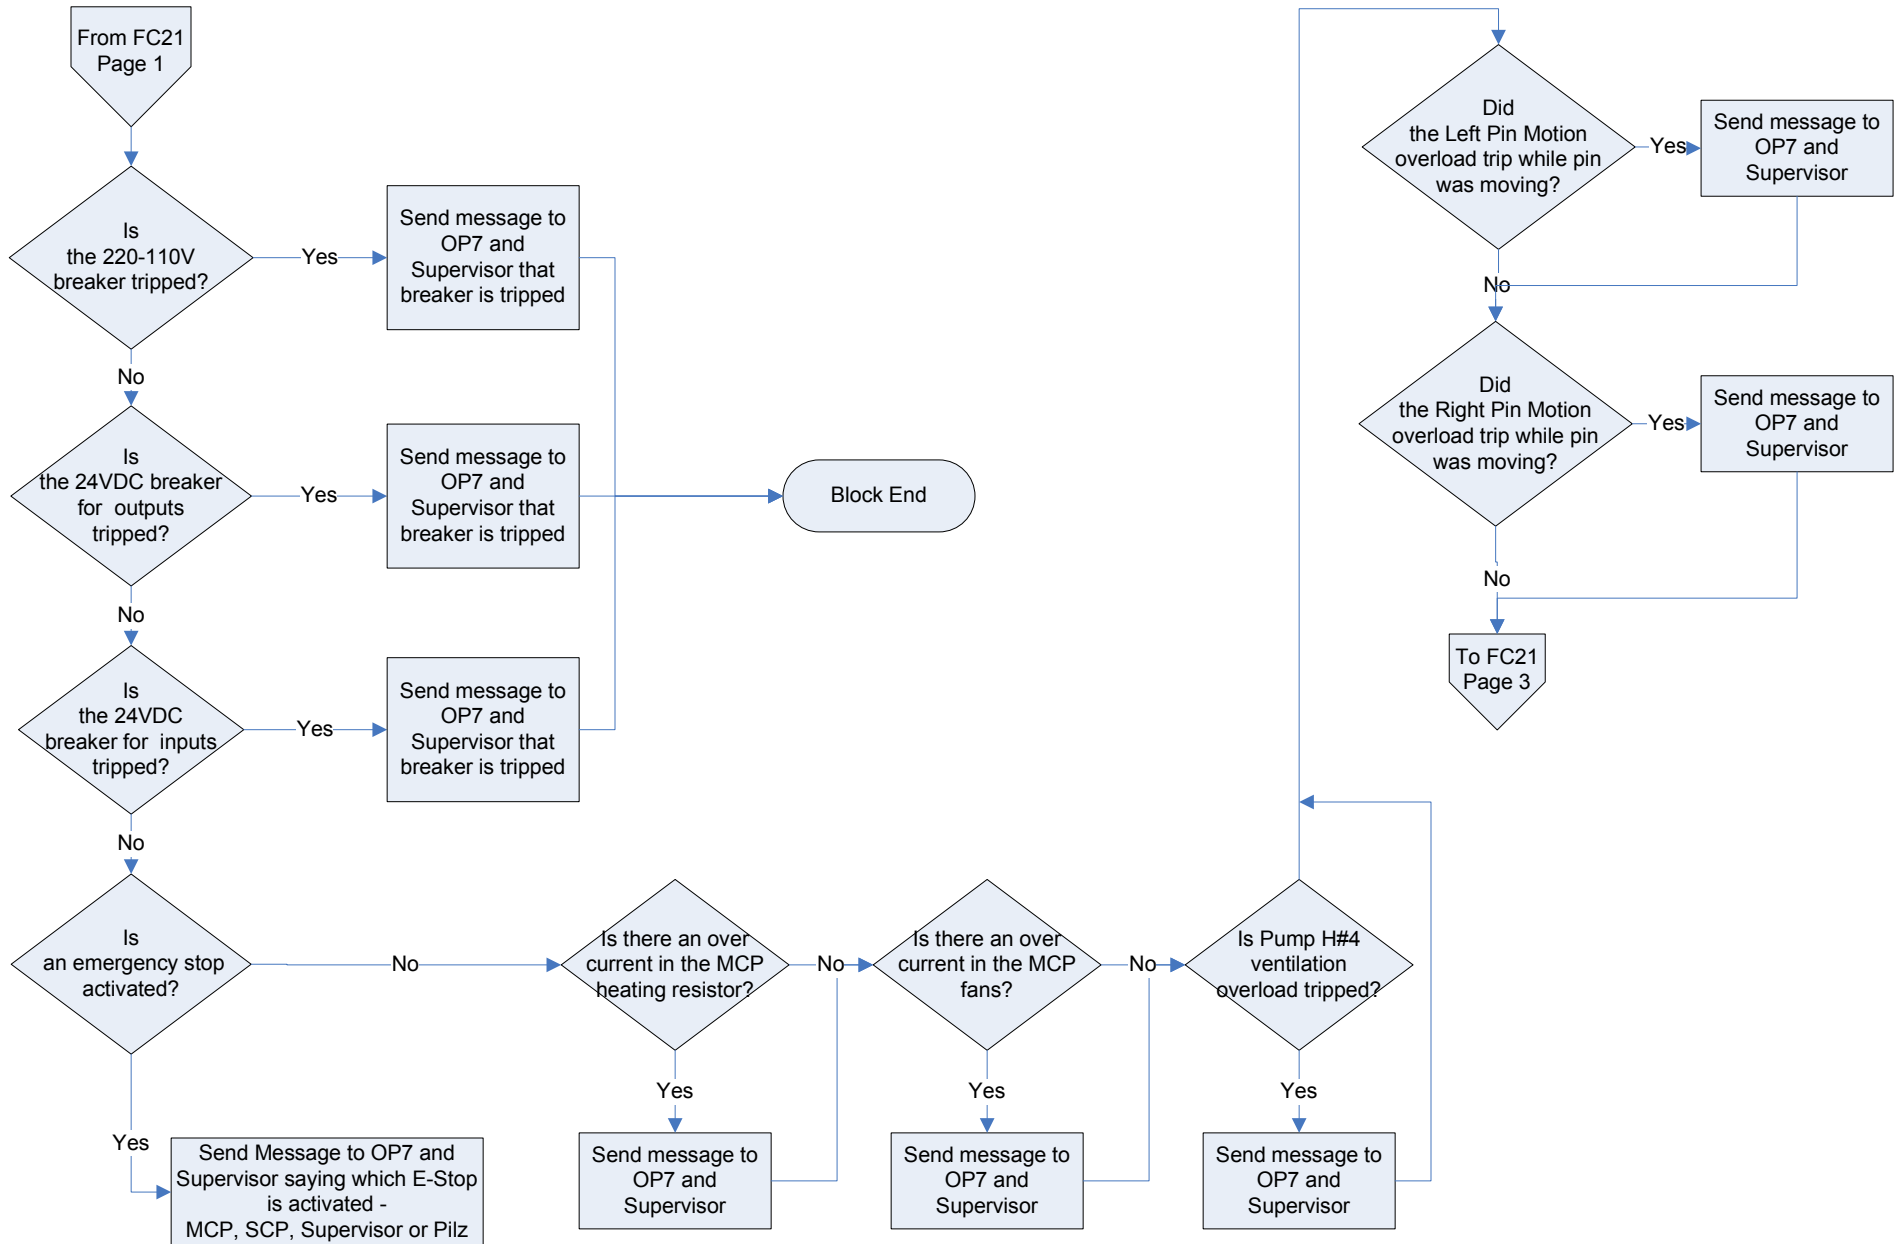 From FC21
Page 1
Is
the 220-110V
breaker tripped?
Yes
Send message to
OP7 and
Supervisor that
breaker is tripped
No
Is
the 24VDC breaker
for outputs
tripped?
Yes
Send message to
OP7 and
Supervisor that
breaker is tripped
Block End
No
Is
the 24VDC
breaker for inputs
tripped?
Yes
Send message to
OP7 and
Supervisor that
breaker is tripped
No
Is
an emergency stop
activated?
Yes
Send Message to OP7 and
Supervisor saying which E-Stop
is activated -
MCP, SCP, Supervisor or Pilz
No
Is there an over
current in the MCP
heating resistor?
Yes
Send message to
OP7 and
Supervisor
No
Is there an over
current in the MCP
fans?
Yes
Send message to
OP7 and
Supervisor
No
Is Pump H#4
ventilation
overload tripped?
Yes
Send message to
OP7 and
Supervisor
Did
the Left Pin Motion
overload trip while pin
was moving?
Yes
Send message to
OP7 and
Supervisor
No
Did
the Right Pin Motion
overload trip while pin
was moving?
Yes
Send message to
OP7 and
Supervisor
No
To FC21
Page 3